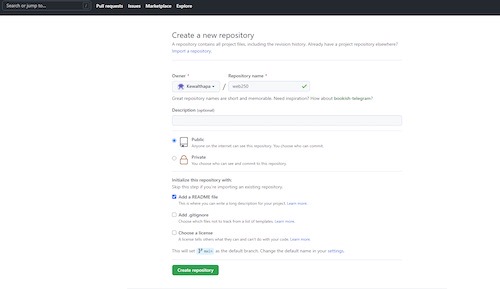 Search or jump to... /
Pull requests Issues Marketplace Explore
Create a new repository
A repository contains all project files, including the revision history. Already have a project repository elsewhere?
Import a repository.
Owner * Repository name *
Kewalthapa / web250
Great repository names are short and memorable. Need inspiration? How about bookish-telegram?
Description (optional)
Public
Anyone on the internet can see this repository. You choose who can commit.
Private
You choose who can see and commit to this repository.
Initialize this repository with:
Skip this step if you're importing an existing repository.
Add a README file
This is where you can write a long description for your project. Learn more.
Add .gitignore
Choose which files not to track from a list of templates. Learn more.
Choose a license
A license tells others what they can and can't do with your code. Learn more.
This will set main as the default branch. Change the default name in your settings.
Create repository